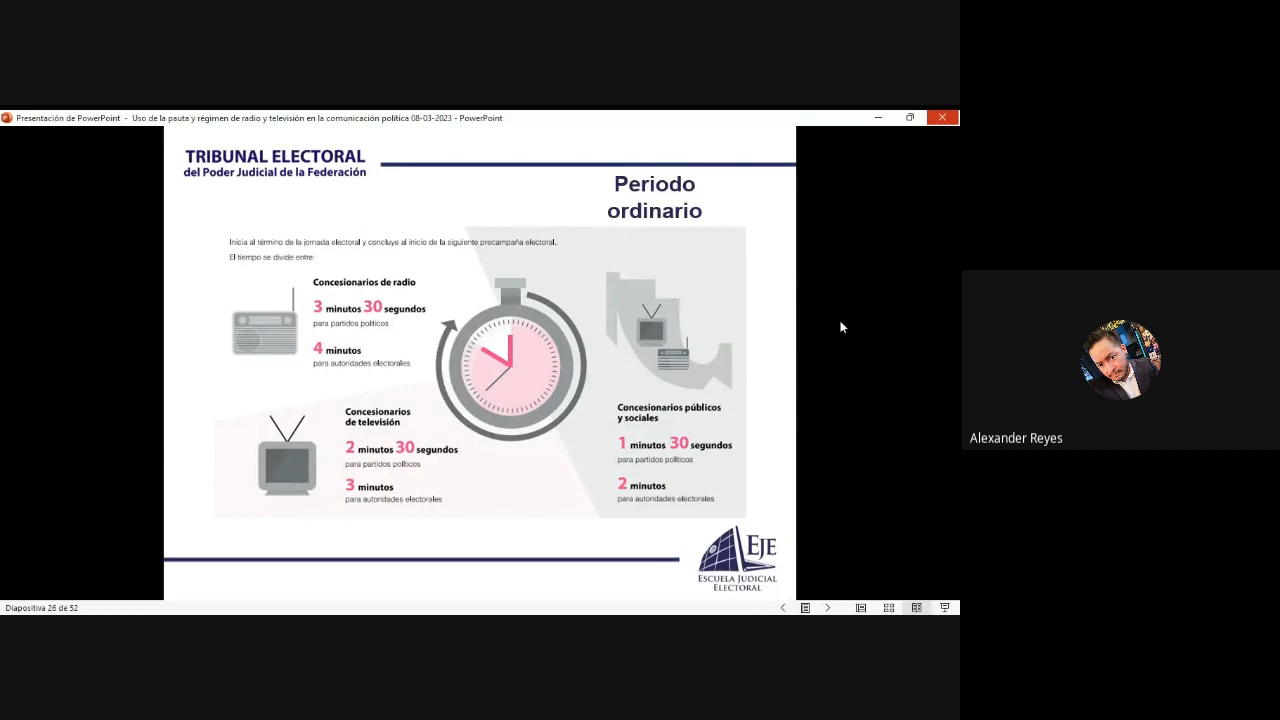 Presentación de PowerPoint - Uso de la pauta y régimen de radio y televisión en la comunicación política 08-03-2023 - PowerPoint
TRIBUNAL ELECTORAL
del Poder Judicial de la Federación
Periodo
ordinario
Inicia al término de la jornada electoral y concluye al inicio de la siguiente precampaña electoral.
El tiempo se divide entre:
Concesionarios de radio
3 minutos 30 segundos
para partidos políticos
4 minutos
para autoridades electorales
Concesionarios
de televisión
2 minutos 30 segundos
para partidos políticos
3 minutos
para autoridades electorales
Concesionarios públicos
y sociales
1 minutos 30 segundos
para partidos políticos
2 minutos
para autoridades electorales
EJE
ESCUELA JUDICIAL
ELECTORAL
Diapositiva 26 de 52
Alexander Reyes